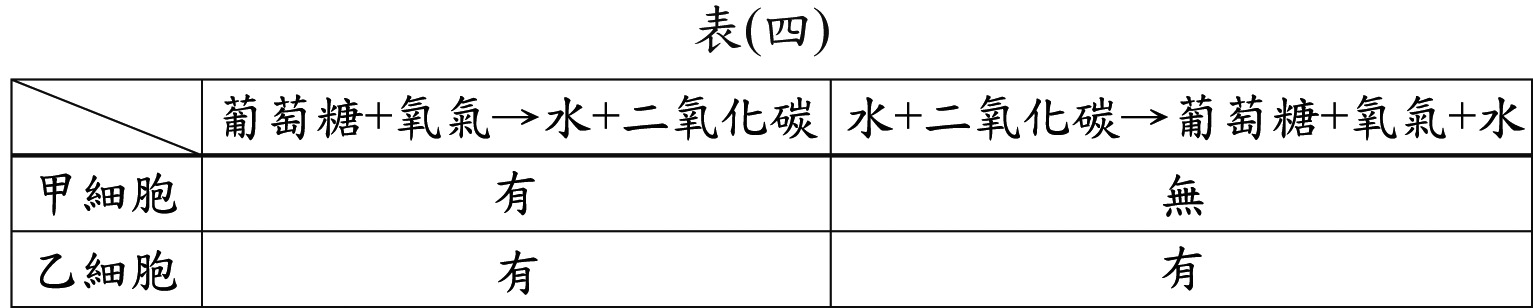 表(四)
葡萄糖+氧氣→水+二氧化碳 水+二氧化碳→葡萄糖+氧氣+水
甲細胞 有 無
乙細胞 有 有